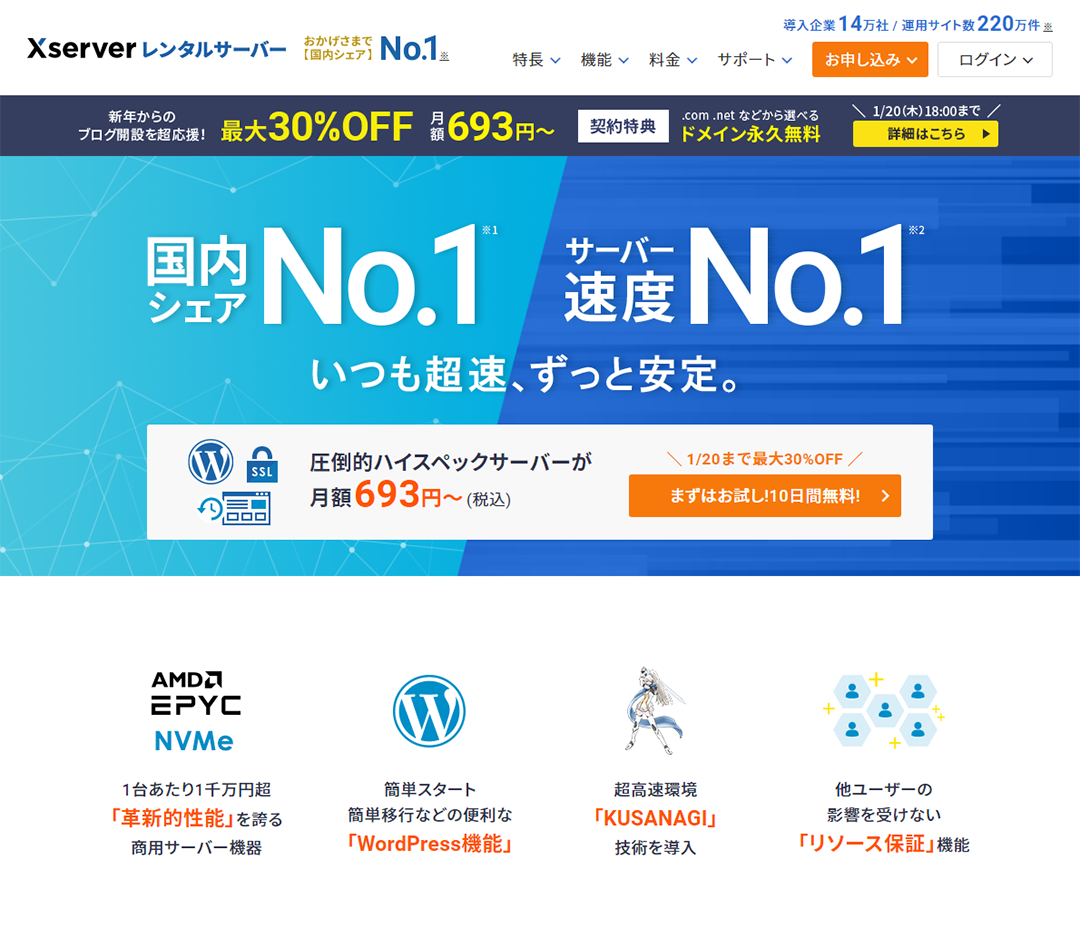 導入企業14万社 / 運用サイト数220万件 ※
Xserver レンタルサーバー
おかげさまで
【国内シェア】
No.1※
特長
機能
料金
サポート
お申し込み
ログイン
新年からの
ブログ開設を超応援!
最大30%OFF
月額693円〜
契約特典
.com .net などから選べる
ドメイン永久無料
＼ 1/20(木)18:00まで ／
詳細はこちら
国内
シェア
No.1※1
サーバー
速度
No.1※2
いつも超速、ずっと安定。
SSL
圧倒的ハイスペックサーバーが
月額693円〜(税込)
＼ 1/20まで最大30%OFF ／
まずはお試し!10日間無料!
AMD
EPYC
NVMe
1台あたり1千万円超
「革新的性能」を誇る
商用サーバー機器
簡単スタート
簡単移行などの便利な
「WordPress機能」
超高速環境
「KUSANAGI」
技術を導入
他ユーザーの
影響を受けない
「リソース保証」機能